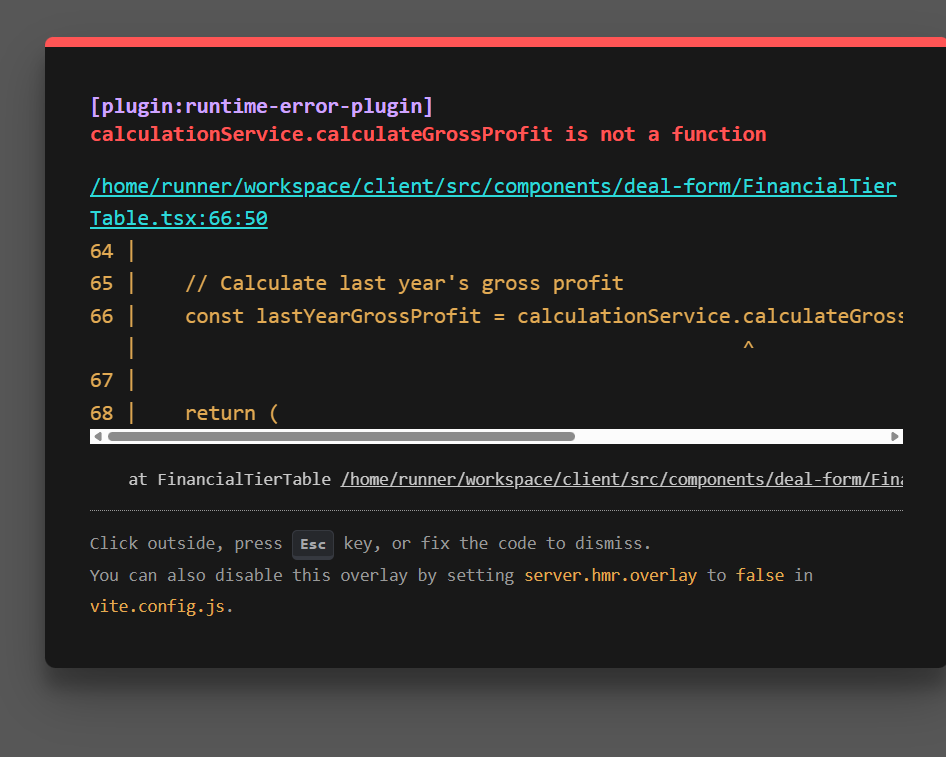 [plugin:runtime-error-plugin]
calculationService.calculateGrossProfit is not a function
/home/runner/workspace/client/src/components/deal-form/FinancialTier
Table.tsx:66:50
64 |
65 |    // Calculate last year's gross profit
66 |    const lastYearGrossProfit = calculationService.calculateGross
   |                                                   ^
67 |
68 |    return (
at FinancialTierTable /home/runner/workspace/client/src/components/deal-form/Fina
Click outside, press Esc key, or fix the code to dismiss.
You can also disable this overlay by setting server.hmr.overlay to false in
vite.config.js.